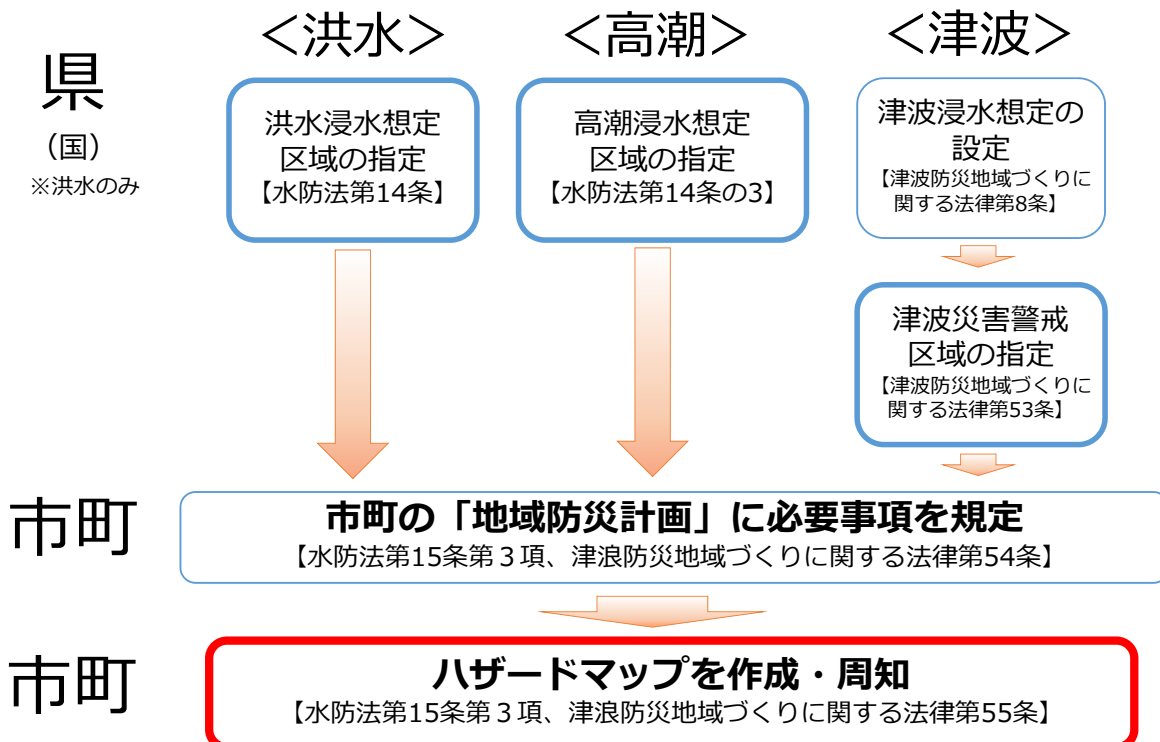 ＜洪水＞
＜高潮＞
＜津波＞
県
（国）
※洪水のみ
洪水浸水想定
区域の指定
【水防法第14条】
高潮浸水想定
区域の指定
【水防法第14条の3】
津波浸水想定の
設定
【津波防災地域づくりに
関する法律第8条】
津波災害警戒
区域の指定
【津波防災地域づくりに
関する法律第53条】
市町
市町の「地域防災計画」に必要事項を規定
【水防法第15条第３項、津浪防災地域づくりに関する法律第54条】
市町
ハザードマップを作成・周知
【水防法第15条第３項、津浪防災地域づくりに関する法律第55条】